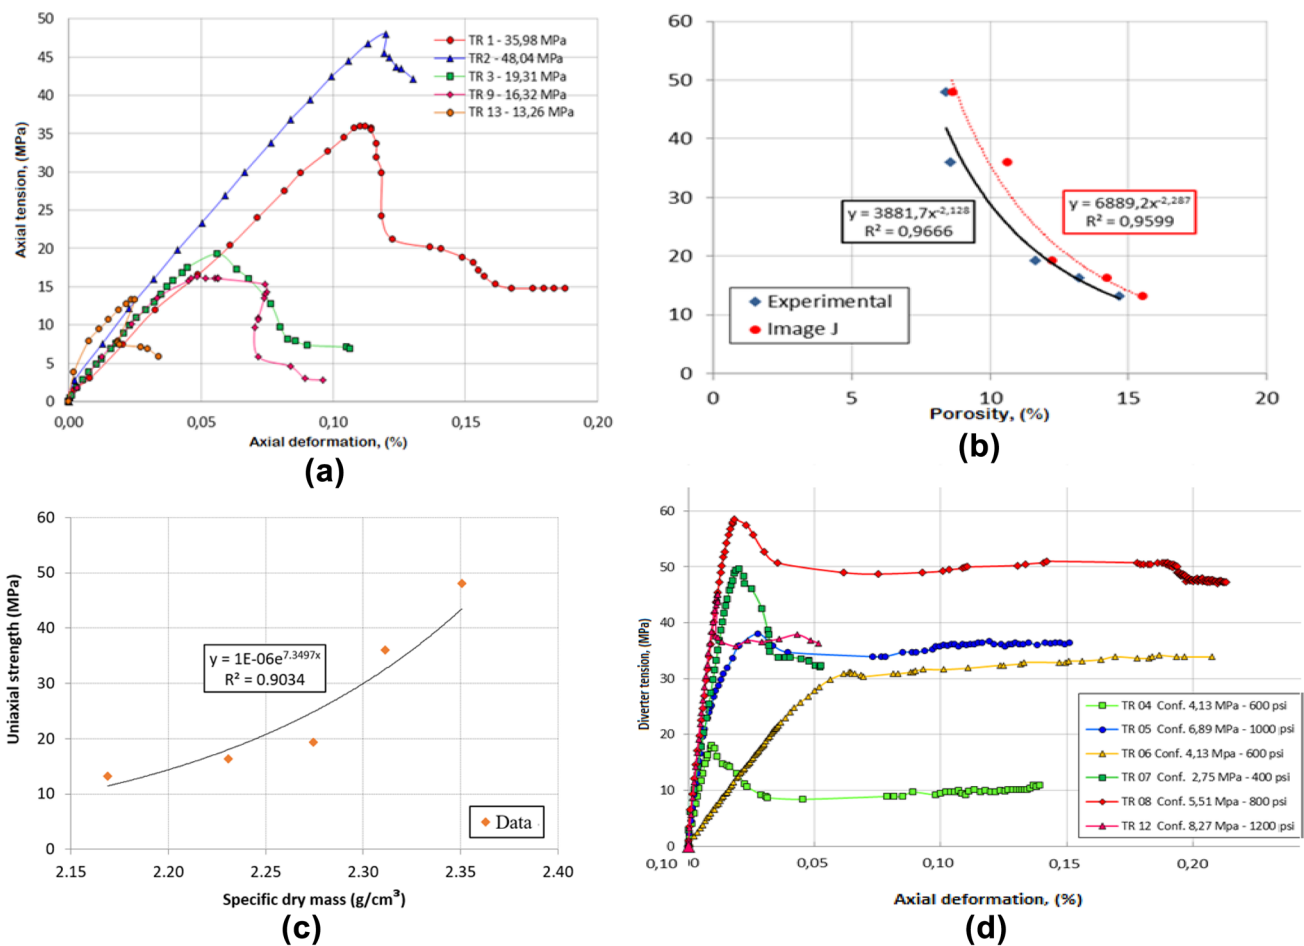 50
45
40
35
30
25
20
15
10
5
0
Axial tension, (MPa)
TR 1 - 35,98 MPa
TR2 - 48,04 MPa
TR 3 - 19,31 MPa
TR 9 - 16,32 MPa
TR 13 - 13,26 MPa
0,00 0,05 0,10 0,15 0,20
Axial deformation, (%)
(a)
60
50
40
30
20
10
0
y = 3881,7x^-2,128
R² = 0,9666
y = 6889,2x^-2,287
R² = 0,9599
Experimental
Image J
0 5 10 15 20
Porosity, (%)
(b)
60
50
40
30
20
10
0
Uniaxial strength (MPa)
y = 1E-06e^7.3497x
R² = 0.9034
Data
2.15 2.20 2.25 2.30 2.35 2.40
Specific dry mass (g/cm³)
(c)
60
50
40
30
20
10
0
Diverter tension, (MPa)
TR 04 Conf. 4,13 MPa - 600 psi
TR 05 Conf. 6,89 MPa - 1000 psi
TR 06 Conf. 4,13 Mpa - 600 psi
TR 07 Conf. 2,75 MPa - 400 psi
TR 08 Conf. 5,51 Mpa - 800 psi
TR 12 Conf. 8,27 Mpa - 1200 psi
0,10 0,00 0,05 0,10 0,15 0,20
Axial deformation, (%)
(d)